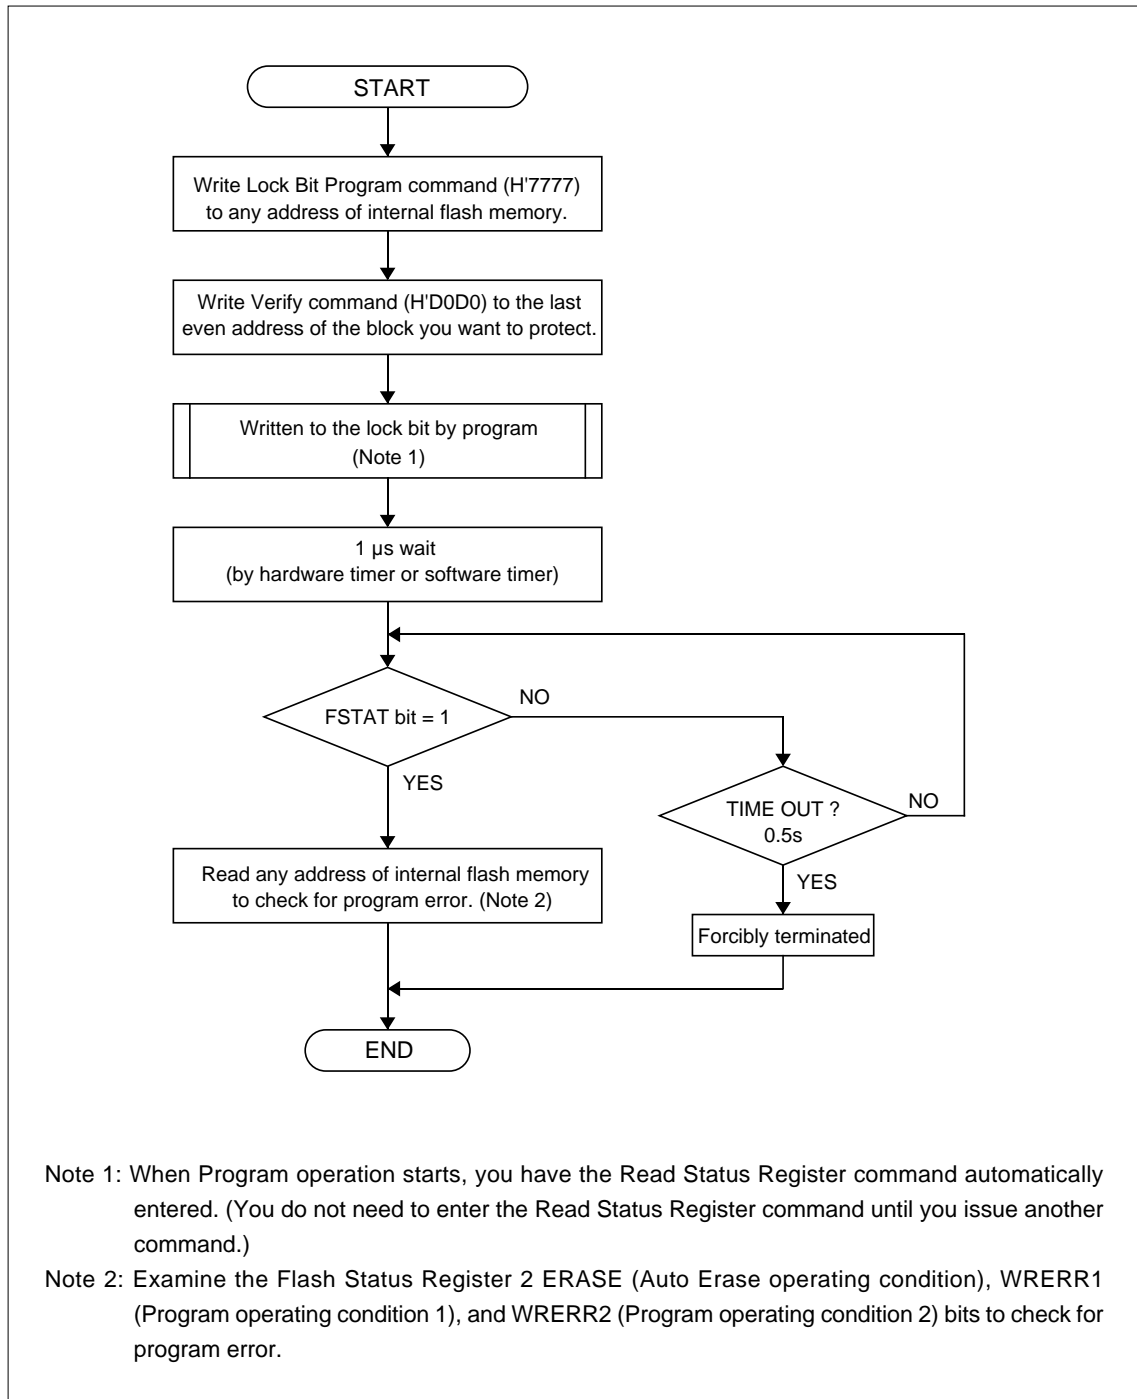 START
Write Lock Bit Program command (H'7777)
to any address of internal flash memory.
Write Verify command (H'D0D0) to the last
even address of the block you want to protect.
Written to the lock bit by program
(Note 1)
1 µs wait
(by hardware timer or software timer)
FSTAT bit = 1
NO
YES
TIME OUT ?
0.5s
NO
YES
Read any address of internal flash memory
to check for program error. (Note 2)
Forcibly terminated
END
Note 1: When Program operation starts, you have the Read Status Register command automatically
entered. (You do not need to enter the Read Status Register command until you issue another
command.)
Note 2: Examine the Flash Status Register 2 ERASE (Auto Erase operating condition), WRERR1
(Program operating condition 1), and WRERR2 (Program operating condition 2) bits to check for
program error.